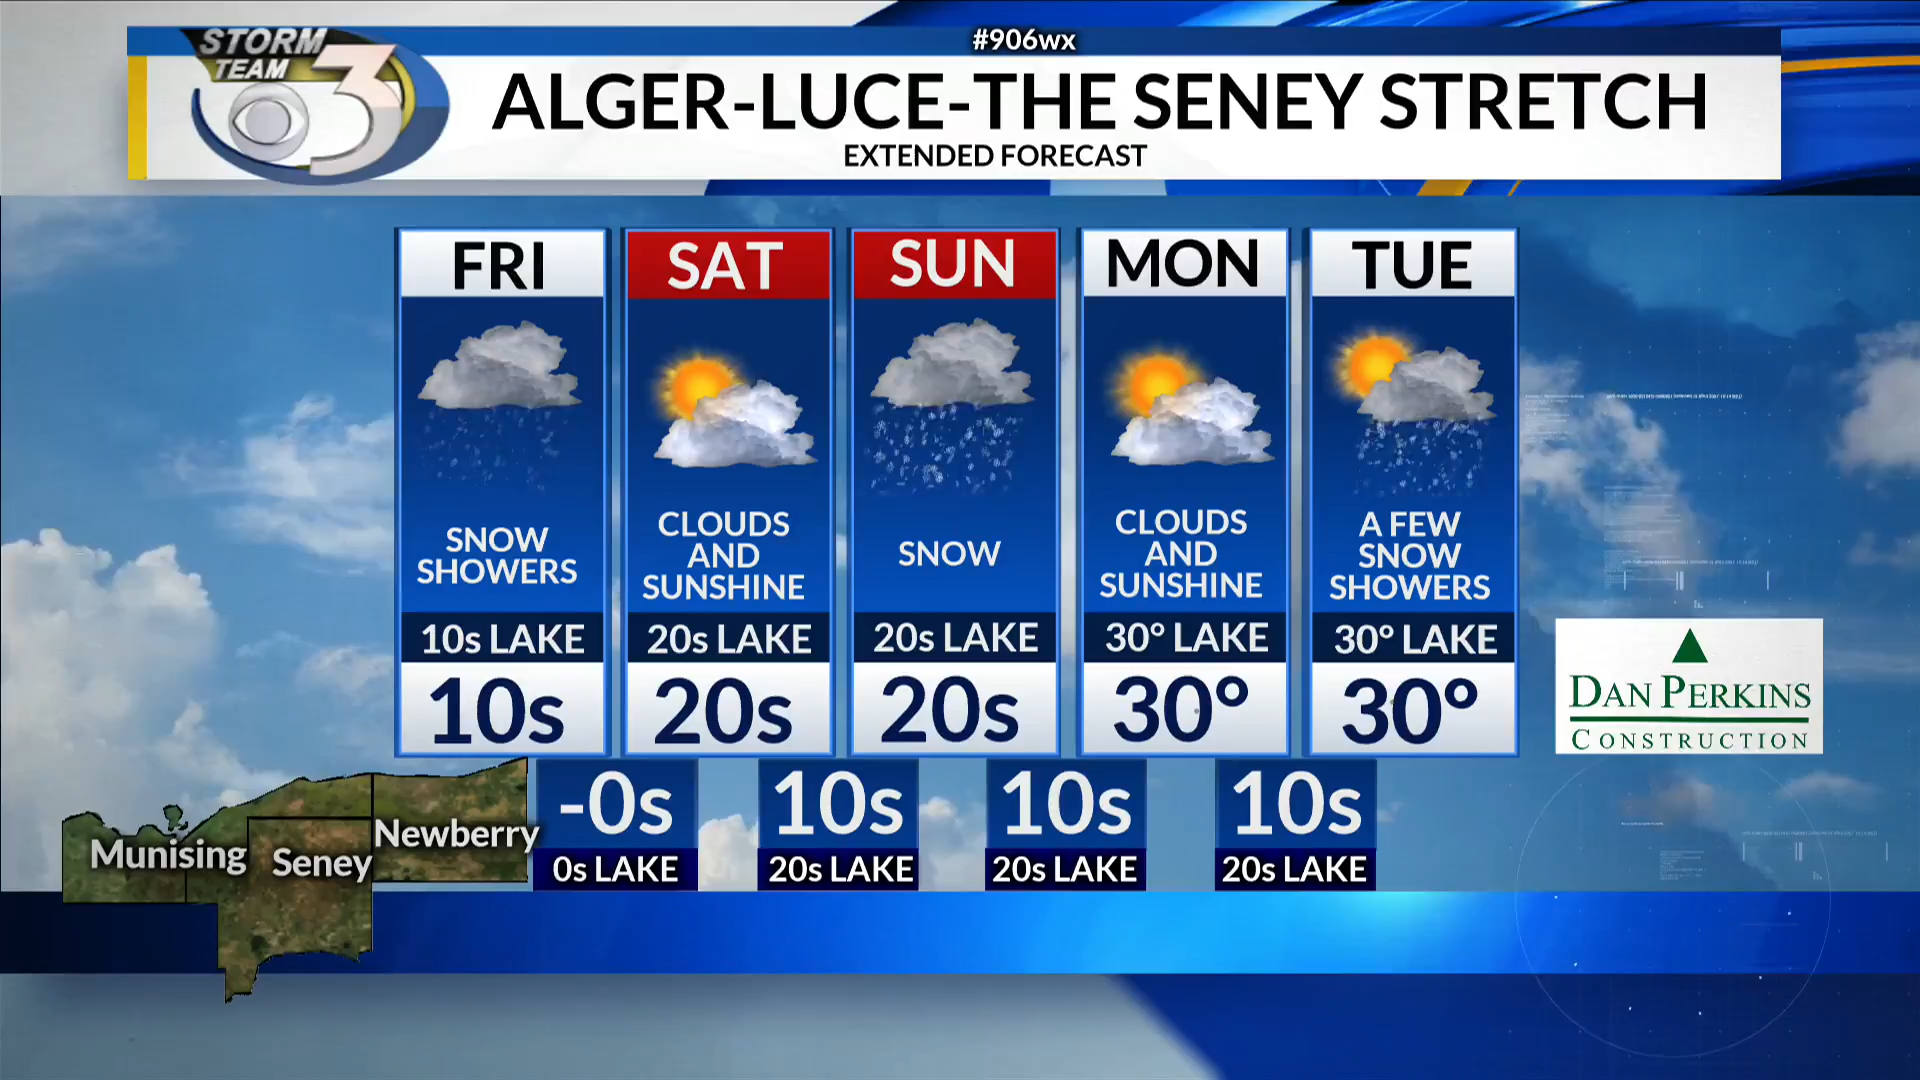 #906wx
STORM
TEAM
3
ALGER-LUCE-THE SENEY STRETCH
EXTENDED FORECAST
FRI
SNOW
SHOWERS
10s LAKE
10s
SAT
CLOUDS
AND
SUNSHINE
20s LAKE
20s
SUN
SNOW
20s LAKE
20s
MON
CLOUDS
AND
SUNSHINE
30° LAKE
30°
TUE
A FEW
SNOW
SHOWERS
30° LAKE
30°
-0s
0s LAKE
10s
20s LAKE
10s
20s LAKE
10s
20s LAKE
Munising
Seney
Newberry
DAN PERKINS
CONSTRUCTION